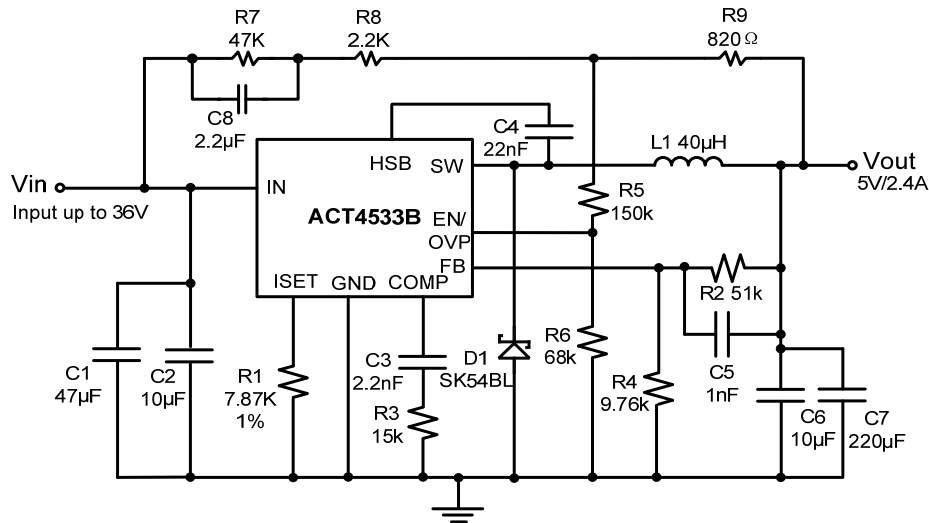 R7
47K
R8
2.2K
R9
820 Ω
C8
2.2µF
C4
22nF
L1 40µH
HSB
SW
Vin
Input up to 36V
IN
ACT4533B
EN/
OVP
FB
ISET
GND
COMP
R5
150k
Vout
5V/2.4A
R2 51k
C1
47µF
C2
10µF
R1
7.87K
1%
C3
2.2nF
R3
15k
D1
SK54BL
R6
68k
R4
9.76k
C5
1nF
C6
10µF
C7
220µF